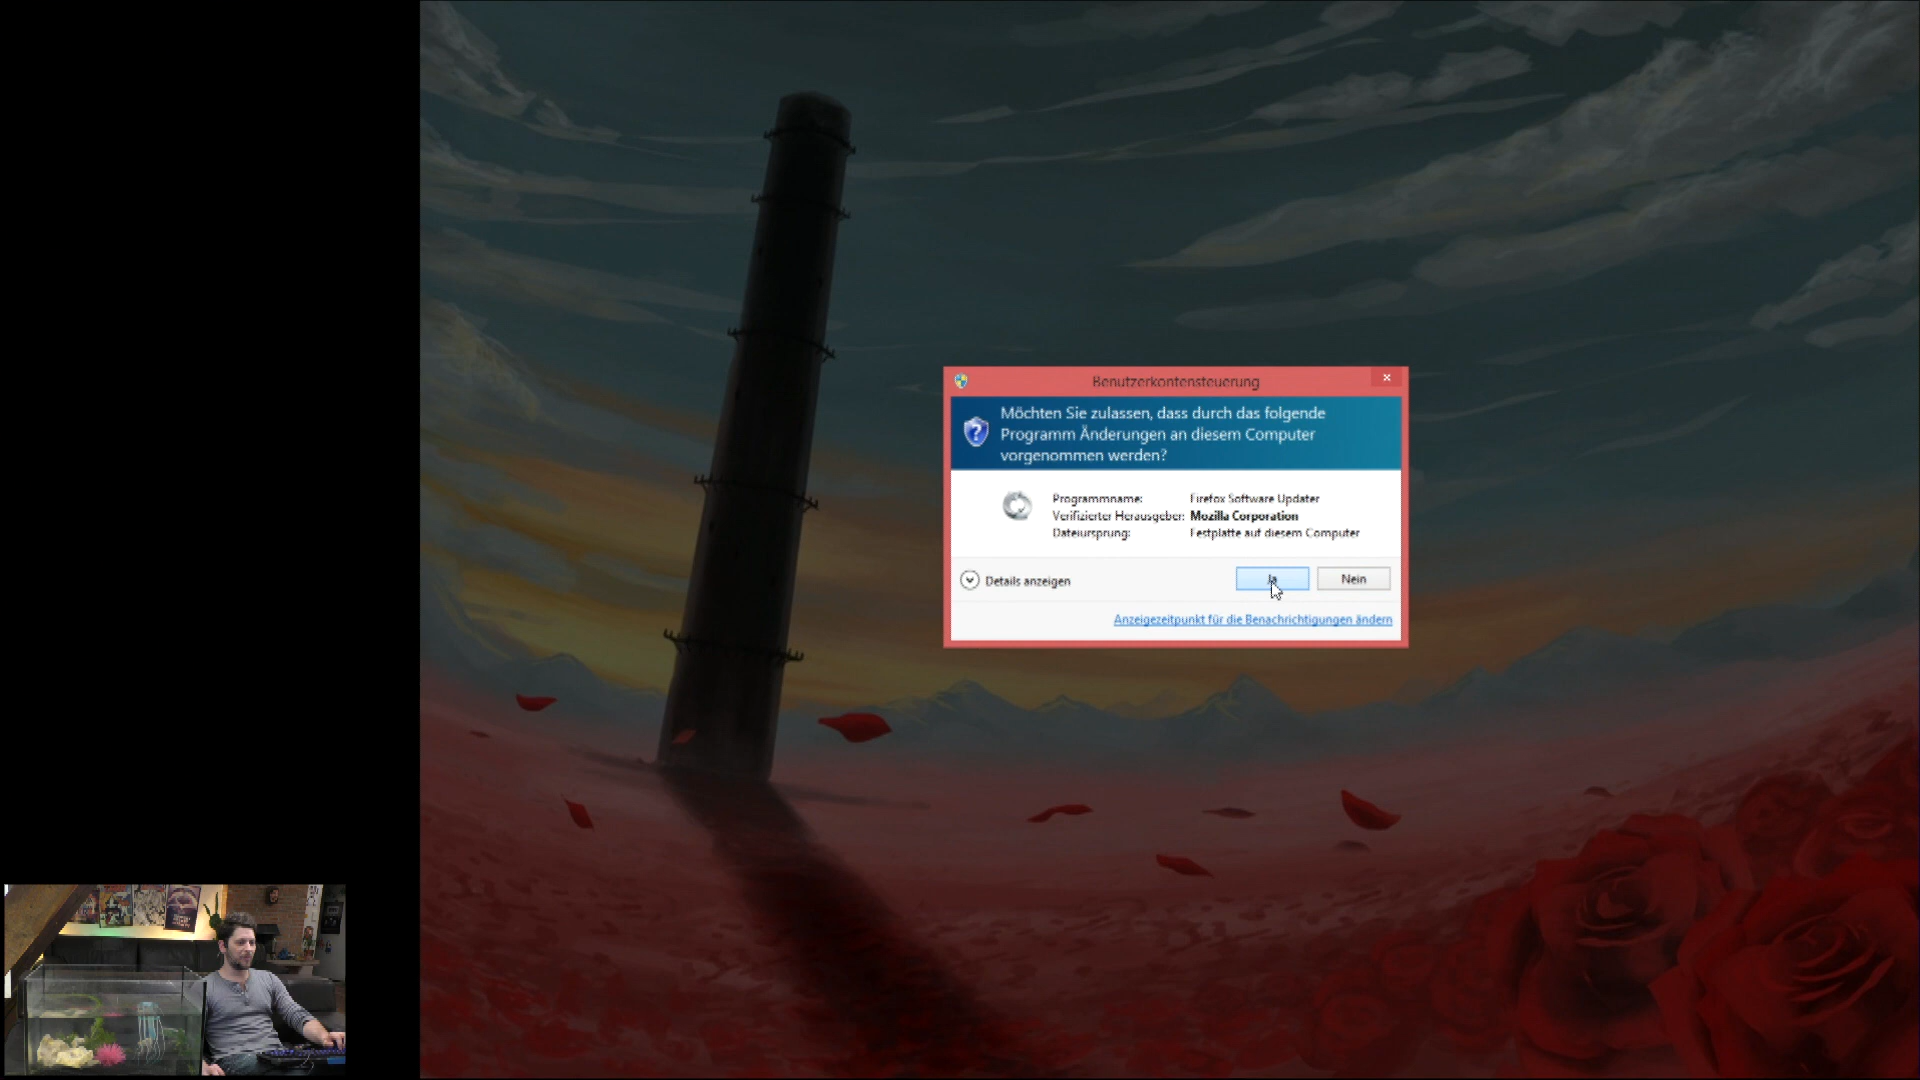 Benutzerkontensteuerung
Möchten Sie zulassen, dass durch das folgende
Programm Änderungen an diesem Computer
vorgenommen werden?
Programmname: Firefox Software Updater
Verifizierter Herausgeber: Mozilla Corporation
Dateiursprung: Festplatte auf diesem Computer
Details anzeigen
Ja
Nein
Anzeigezeitpunkt für die Benachrichtigungen ändern